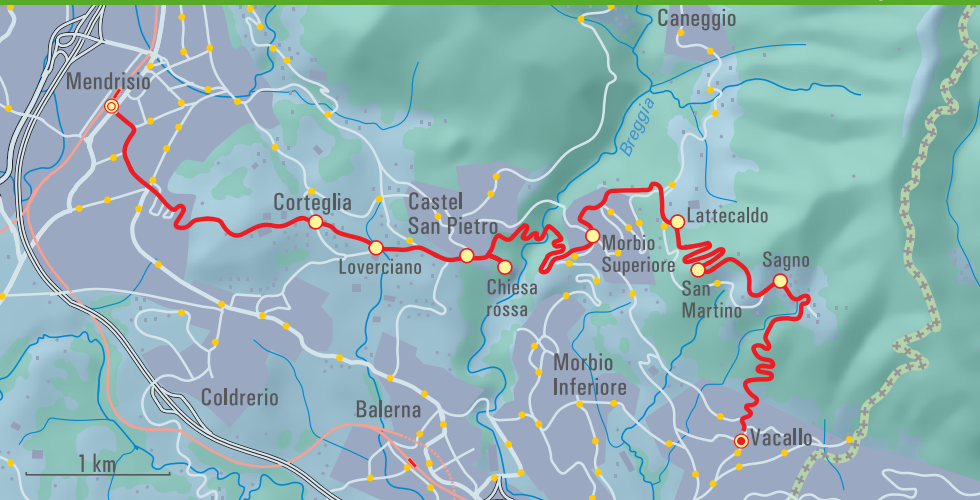 Caneggio
Mendrisio
Breggia
Corteglia
Castel
San Pietro
Lattecaldo
Morbio
Superiore
Loverciano
Sagno
Chiesa
rossa
San
Martino
Morbio
Inferiore
Coldrerio
Balerna
Vacallo
1 km